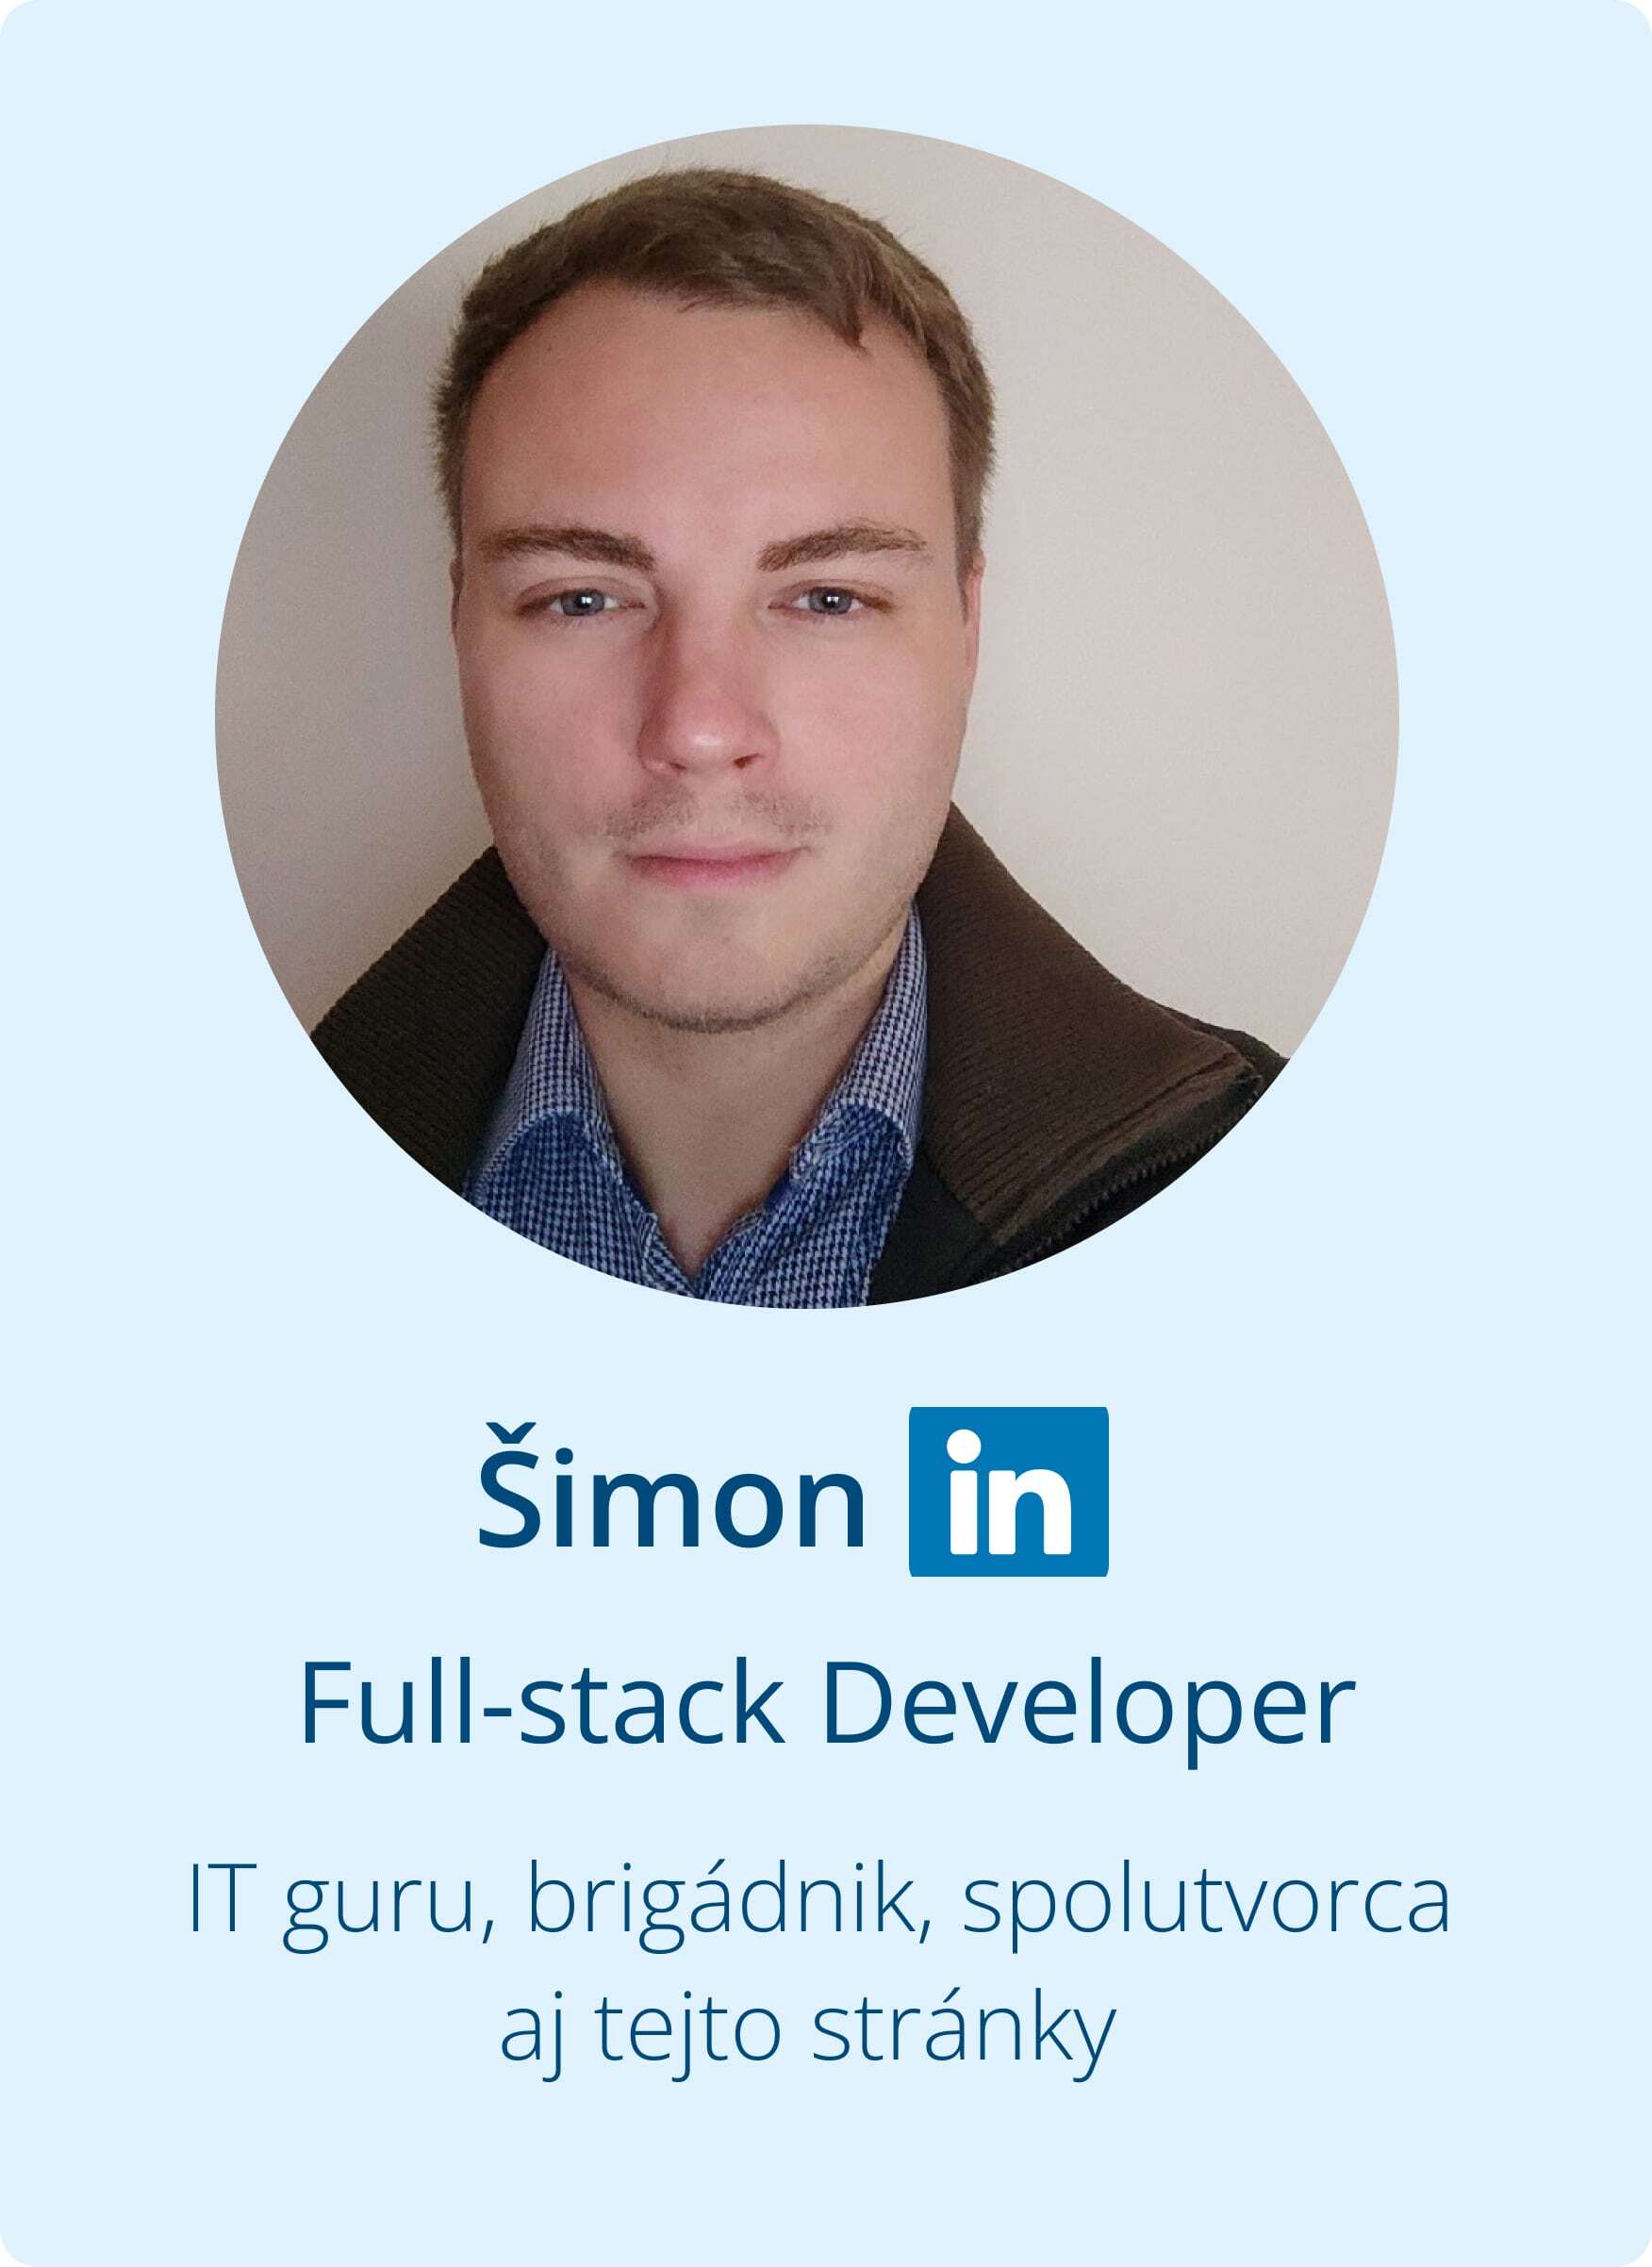 Šimon in
Full-stack Developer
IT guru, brigádnik, spolutvorca
aj tejto stránky